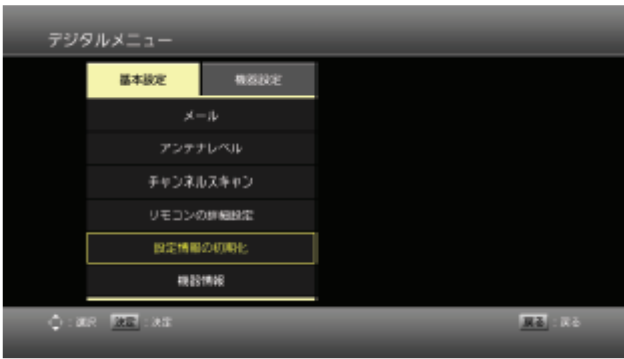 デジタルメニュー
基本設定 機器設定
メール
アンテナレベル
チャンネルスキャン
リモコンの詳細設定
設定情報の初期化
機器情報
:選択 決定 :決定 戻る :戻る